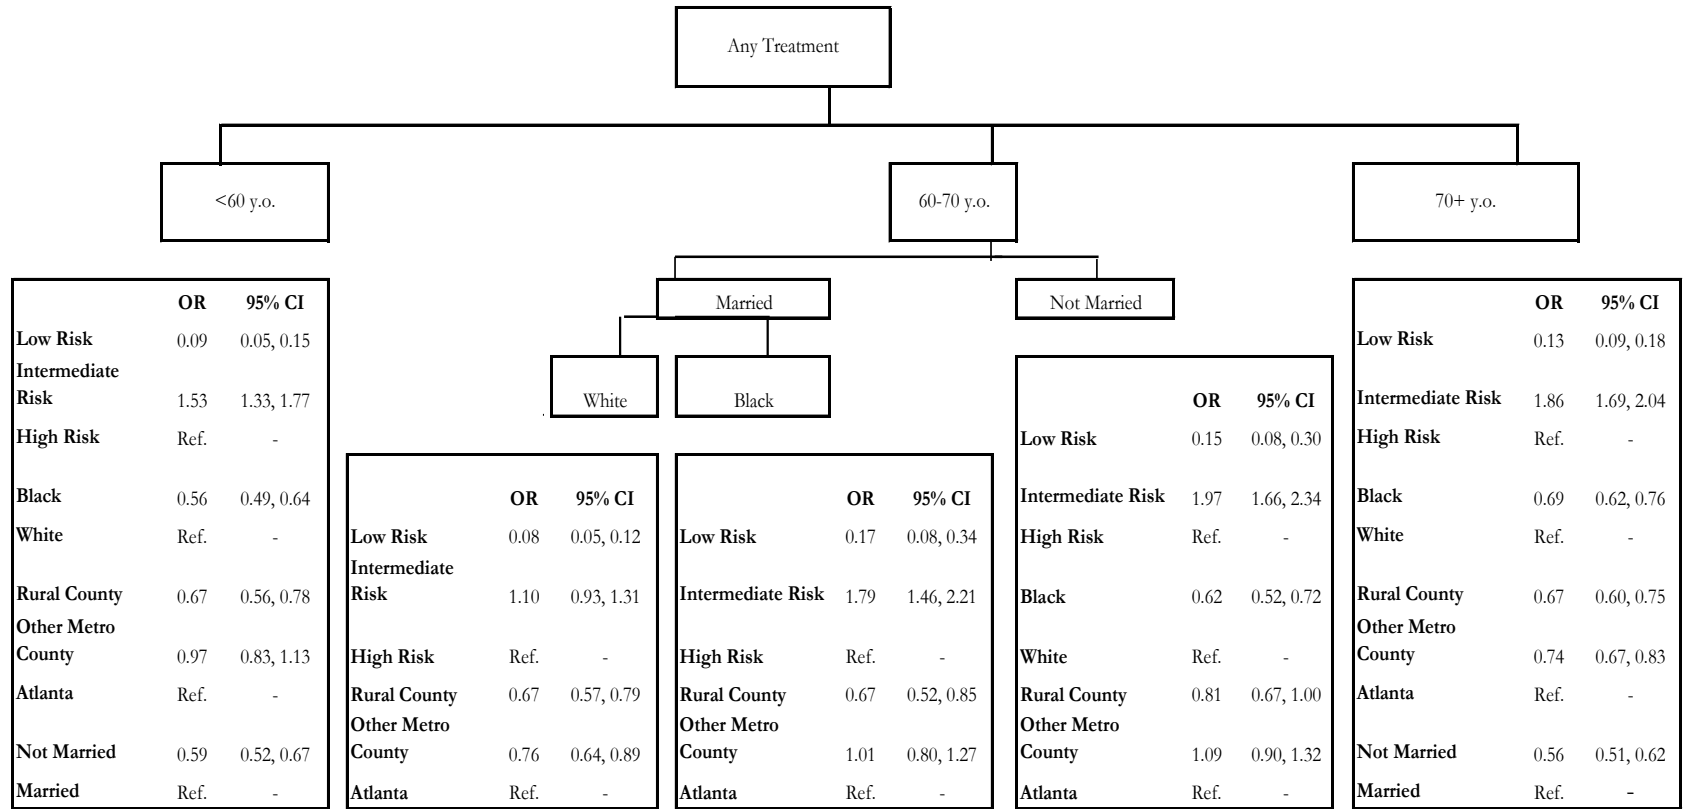 Any Treatment
<60 y.o.
60-70 y.o.
70+ y.o.
Married
Not Married
White
Black
OR 95% CI
Low Risk 0.09 0.05, 0.15
Intermediate
Risk 1.53 1.33, 1.77
High Risk Ref. -
Black 0.56 0.49, 0.64
White Ref. -
Rural County 0.67 0.56, 0.78
Other Metro
County 0.97 0.83, 1.13
Atlanta Ref. -
Not Married 0.59 0.52, 0.67
Married Ref. -
OR 95% CI
Low Risk 0.08 0.05, 0.12
Intermediate
Risk 1.10 0.93, 1.31
High Risk Ref. -
Rural County 0.67 0.57, 0.79
Other Metro
County 0.76 0.64, 0.89
Atlanta Ref. -
OR 95% CI
Low Risk 0.17 0.08, 0.34
Intermediate Risk 1.79 1.46, 2.21
High Risk Ref. -
Rural County 0.67 0.52, 0.85
Other Metro
County 1.01 0.80, 1.27
Atlanta Ref. -
OR 95% CI
Low Risk 0.15 0.08, 0.30
Intermediate Risk 1.97 1.66, 2.34
High Risk Ref. -
Black 0.62 0.52, 0.72
White Ref. -
Rural County 0.81 0.67, 1.00
Other Metro
County 1.09 0.90, 1.32
Atlanta Ref. -
OR 95% CI
Low Risk 0.13 0.09, 0.18
Intermediate Risk 1.86 1.69, 2.04
High Risk Ref. -
Black 0.69 0.62, 0.76
White Ref. -
Rural County 0.67 0.60, 0.75
Other Metro
County 0.74 0.67, 0.83
Atlanta Ref. -
Not Married 0.56 0.51, 0.62
Married Ref. -